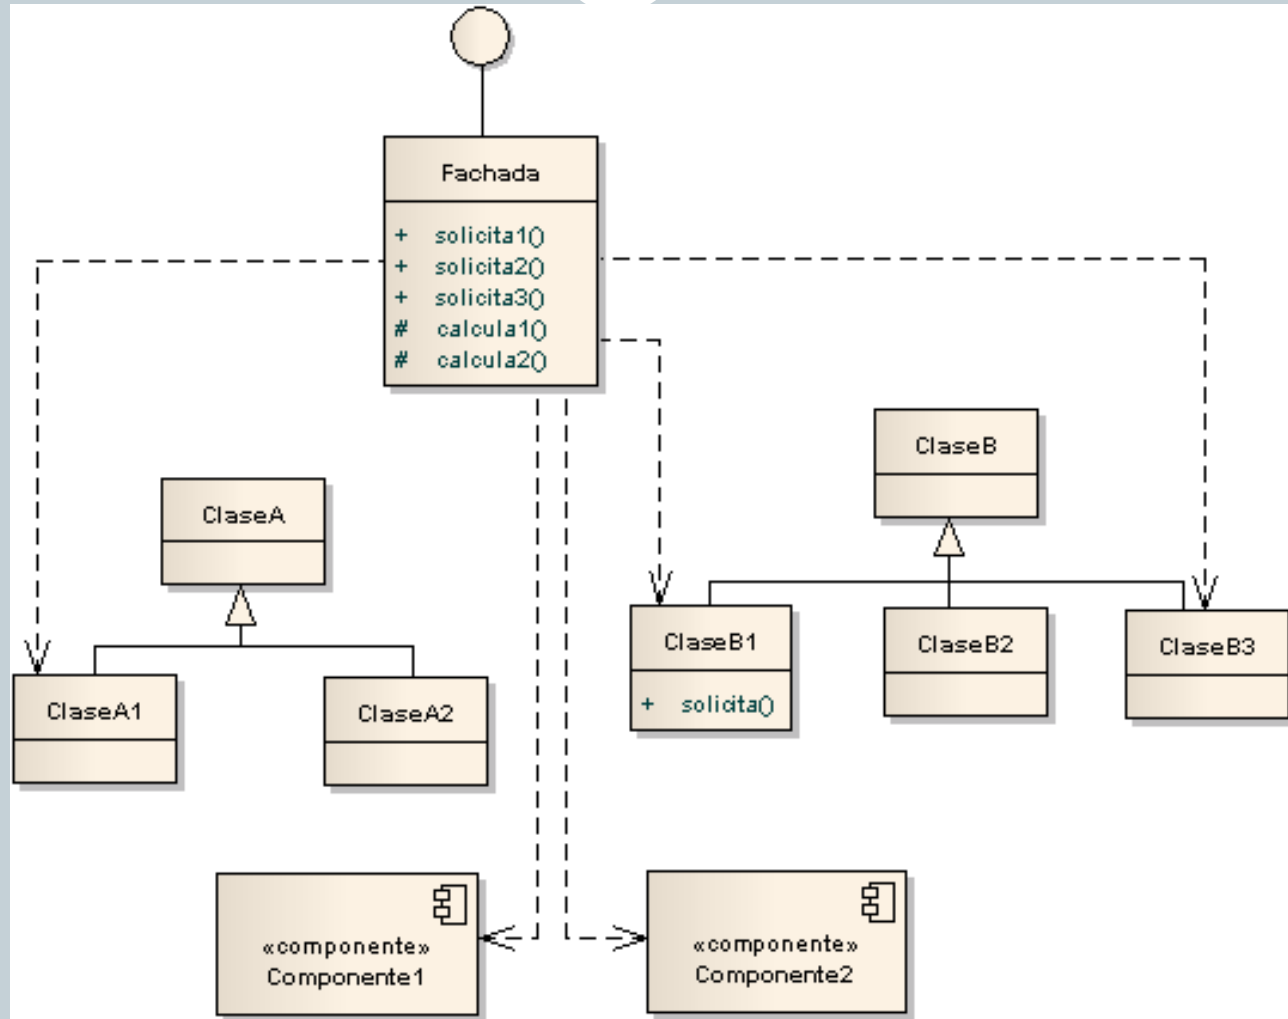 Fachada
+ solicita1()
+ solicita2()
+ solicita3()
# calcula1()
# calcula2()
ClaseB
ClaseA
ClaseB1
+ solicita()
ClaseB2
ClaseB3
ClaseA1
ClaseA2
«componente»
Componente1
«componente»
Componente2